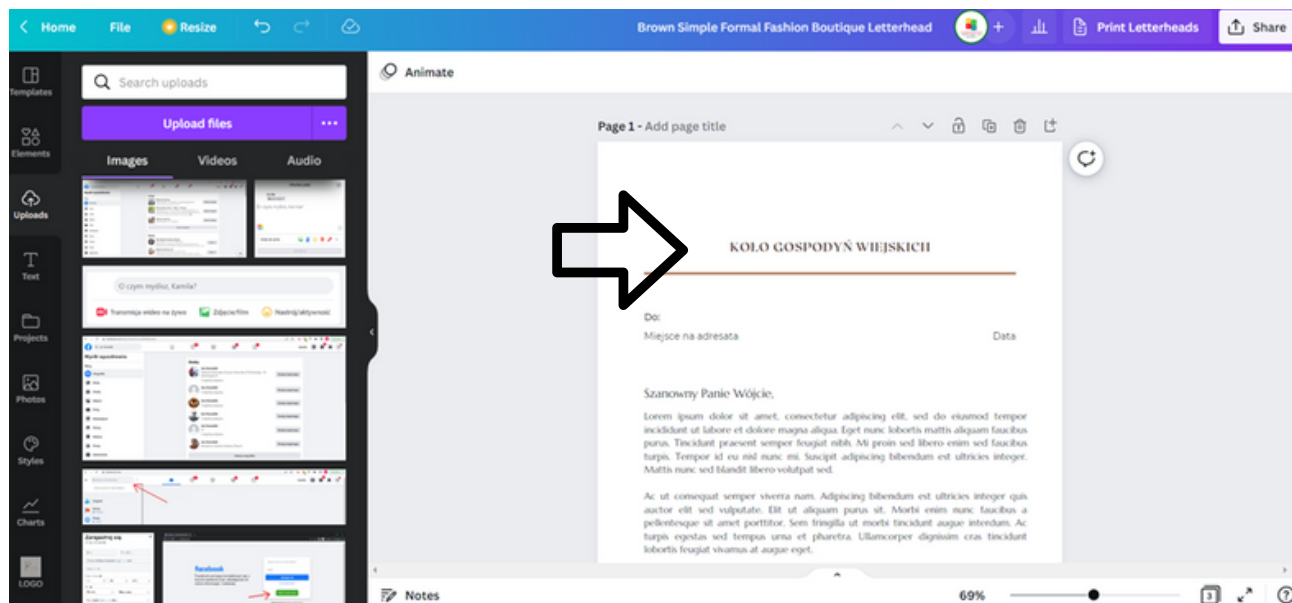 Home File Resize Brown Simple Formal Fashion Boutique Letterhead + Print Letterheads Share
Templates
Elements
Uploads
Text
Projects
Photos
Styles
Charts
LOGO
Search uploads
Upload files
Images Videos Audio
O czym myślisz, Kamila?
Transmisja wideo na żywo Zdjęcie/film Nastrój/aktywność
Zarejestruj się
facebook
Animate
Page 1 - Add page title
KOŁO GOSPODYŃ WIEJSKICH
Do:
Miejsce na adresata Data
Szanowny Panie Wójcie,
Lorem ipsum dolor sit amet, consectetur adipiscing elit, sed do eiusmod tempor
incididunt ut labore et dolore magna aliqua. Eget nunc lobortis mattis aliquam faucibus
purus. Tincidunt praesent semper feugiat nibh. Mi proin sed libero enim sed faucibus
turpis. Tempor id eu nisl nunc mi. Suscipit adipiscing bibendum est ultricies integer.
Mattis nunc sed blandit libero volutpat sed.
Ac ut consequat semper viverra nam. Adipiscing bibendum est ultricies integer quis
auctor elit sed vulputate. Elit ut aliquam purus sit. Morbi enim nunc faucibus a
pellentesque sit amet porttitor. Sem fringilla ut morbi tincidunt augue interdum. Ac
turpis egestas sed tempus urna et pharetra. Ullamcorper dignissim cras tincidunt
lobortis feugiat vivamus at augue eget.
Notes 69% 3